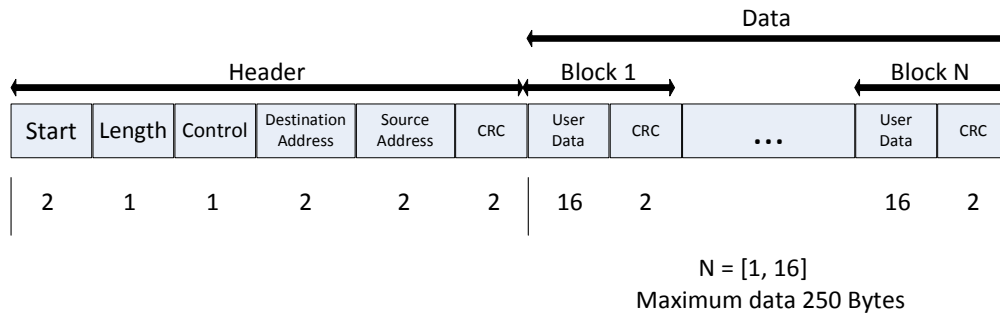 Data
Header
Block 1
Block N
Start
Length
Control
Destination
Address
Source
Address
CRC
User
Data
CRC
...
User
Data
CRC
2
1
1
2
2
2
16
2
16
2
N = [1, 16]
Maximum data 250 Bytes